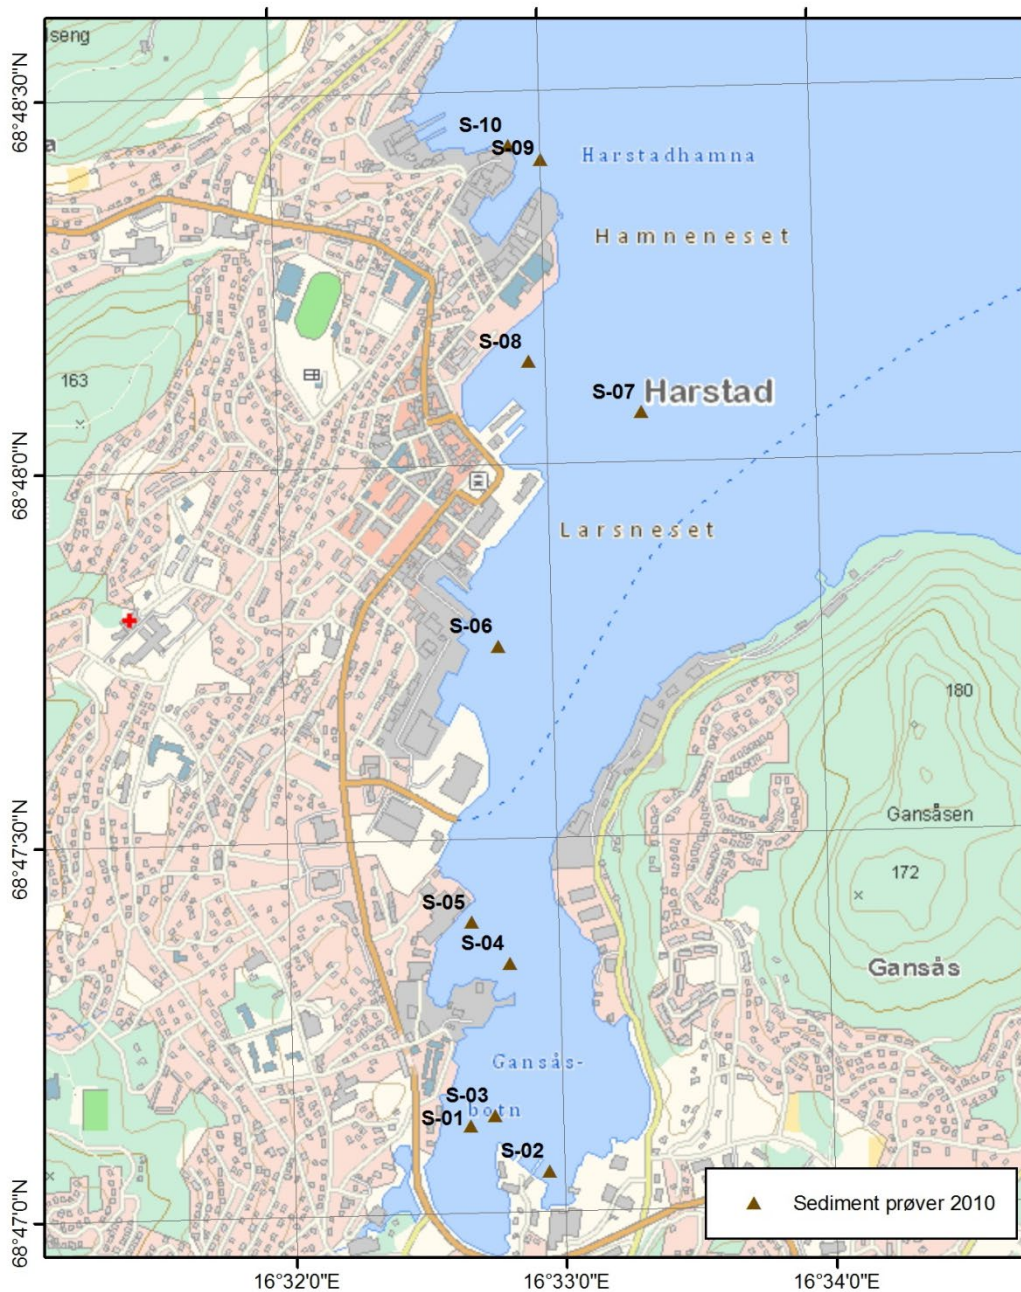 lseng
68°48'30"N
a
S-10
S-09
Harstadhamna
Hamneneset
S-08
163
S-07
Harstad
68°48'0"N
Larsneset
S-06
180
Gansåsen
68°47'30"N
172
S-05
S-04
Gansås
Gansås-
S-03
botn
S-01
S-02
Sediment prøver 2010
68°47'0"N
16°32'0"E
16°33'0"E
16°34'0"E